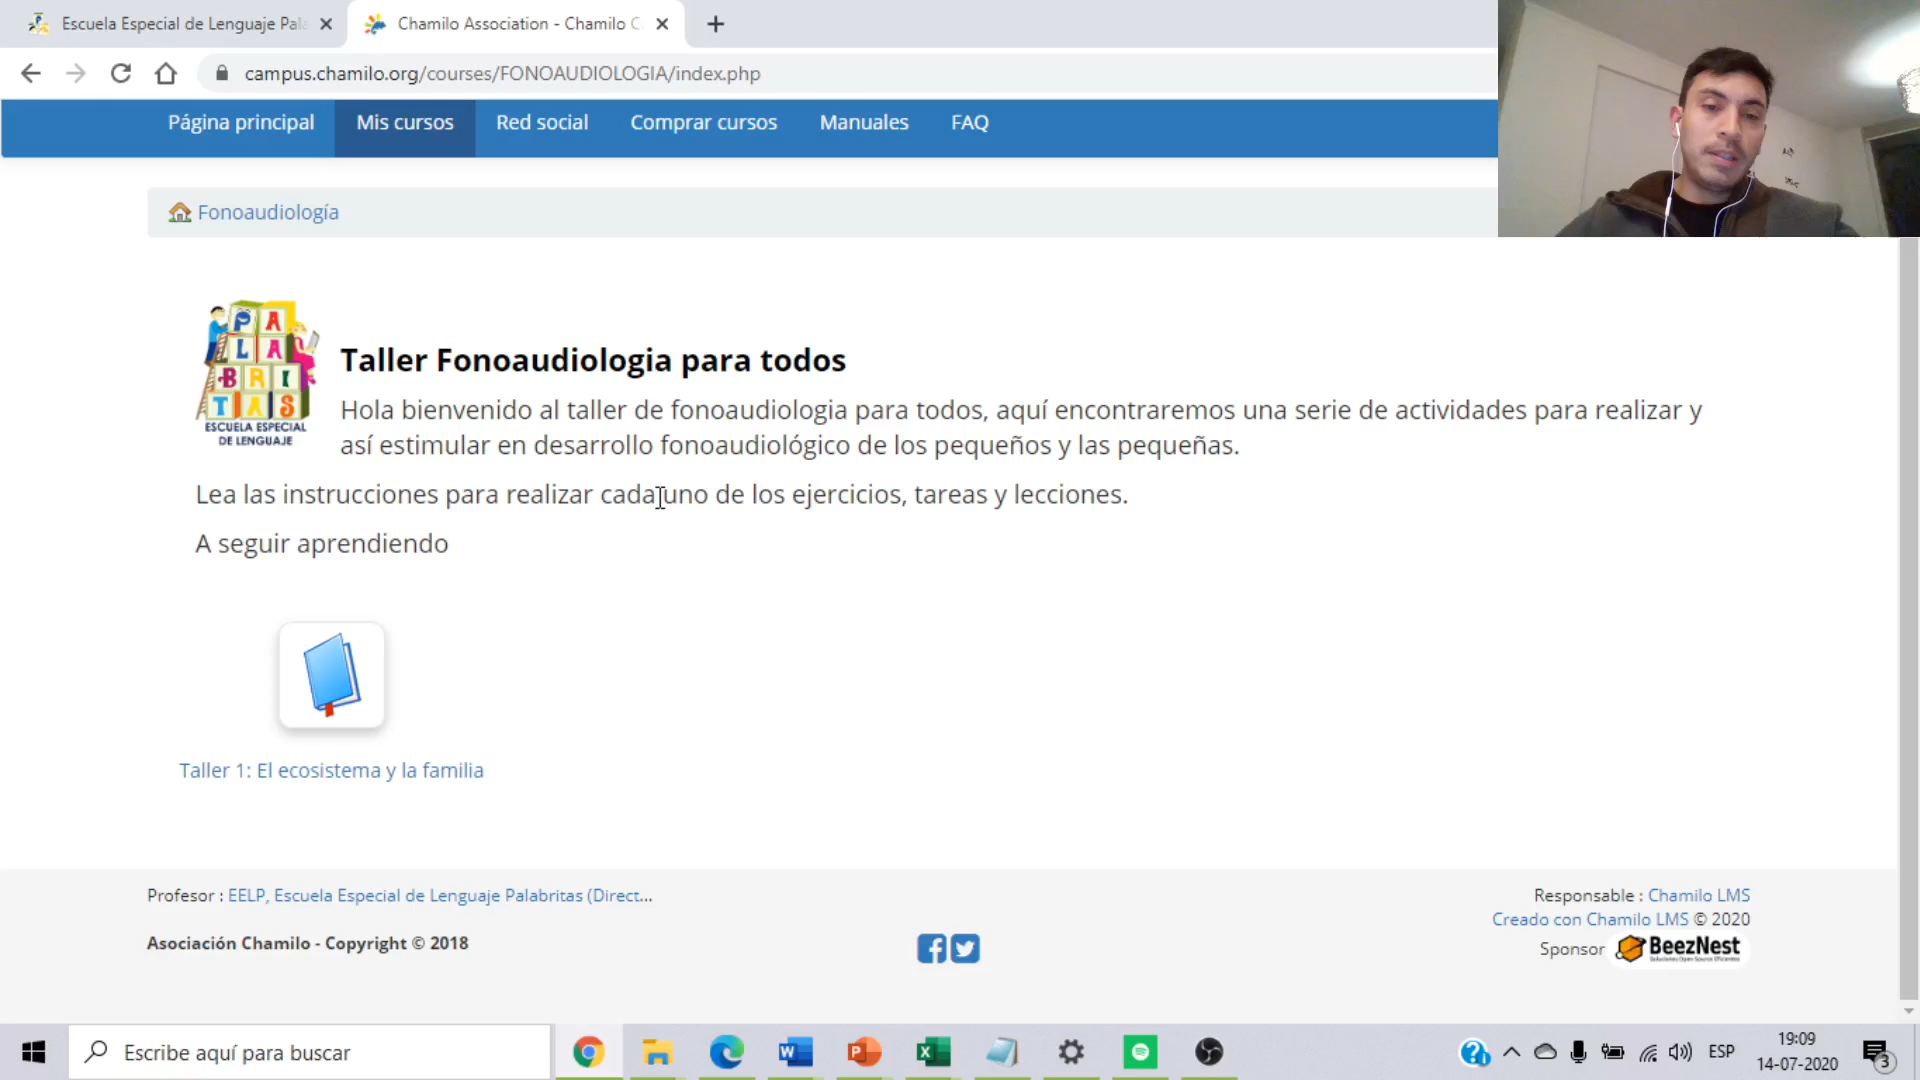 Escuela Especial de Lenguaje Pala
Chamilo Association - Chamilo C
campus.chamilo.org/courses/FONOAUDIOLOGIA/index.php
Página principal
Mis cursos
Red social
Comprar cursos
Manuales
FAQ
Fonoaudiología
PALABRITAS
ESCUELA ESPECIAL
DE LENGUAJE
Taller Fonoaudiologia para todos
Hola bienvenido al taller de fonoaudiologia para todos, aquí encontraremos una serie de actividades para realizar y
así estimular en desarrollo fonoaudiológico de los pequeños y las pequeñas.
Lea las instrucciones para realizar cada uno de los ejercicios, tareas y lecciones.
A seguir aprendiendo
Taller 1: El ecosistema y la familia
Profesor : EELP, Escuela Especial de Lenguaje Palabritas (Direct...
Asociación Chamilo - Copyright © 2018
Responsable : Chamilo LMS
Creado con Chamilo LMS © 2020
Sponsor BeezNest
Escribe aquí para buscar
ESP
19:09
14-07-2020
3